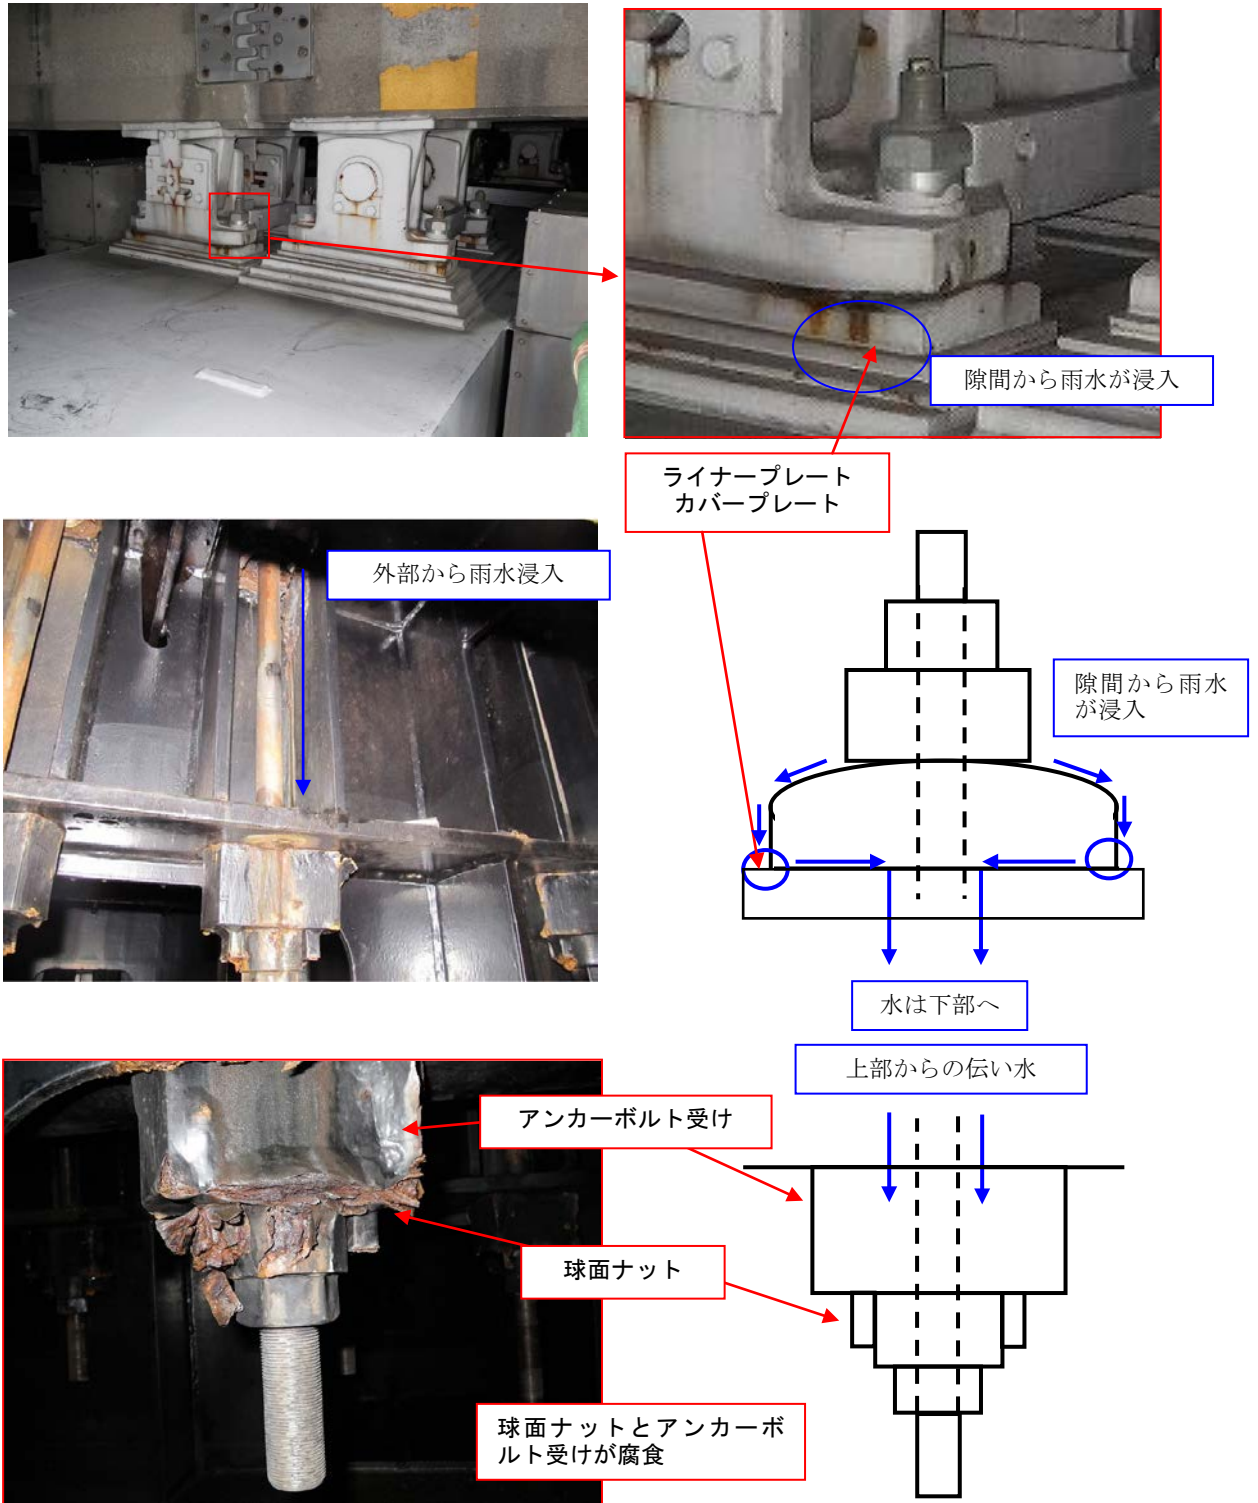 隙間から雨水が浸入
ライナープレート
カバープレート
外部から雨水浸入
隙間から雨水
が浸入
水は下部へ
上部からの伝い水
アンカーボルト受け
球面ナット
球面ナットとアンカーボ
ルト受けが腐食